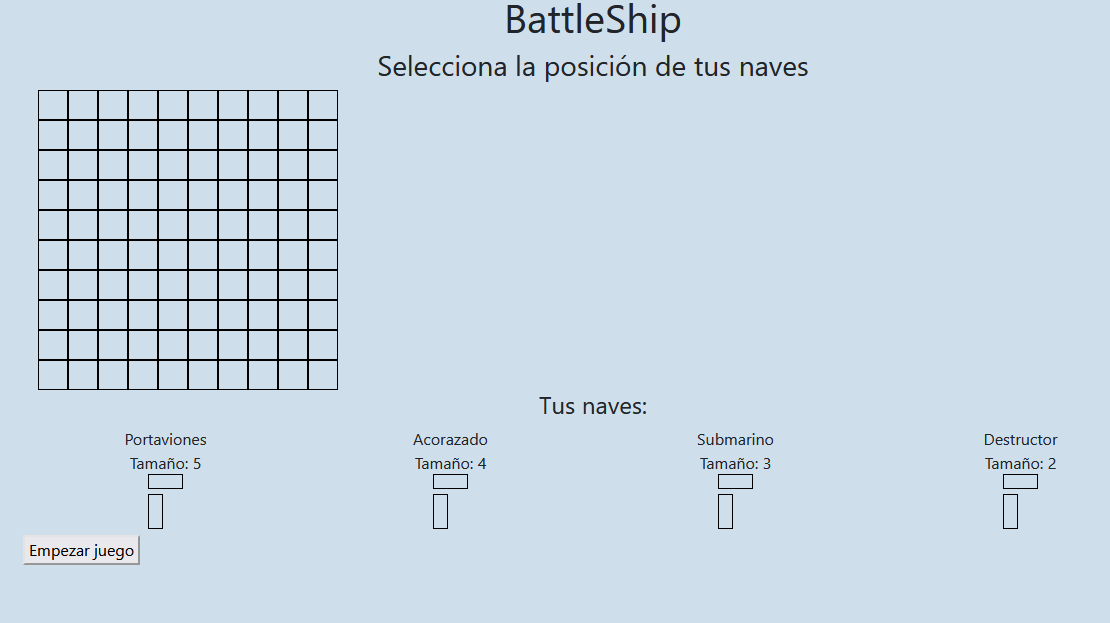 BattleShip
Selecciona la posición de tus naves
Tus naves:
Portaviones
Tamaño: 5
Acorazado
Tamaño: 4
Submarino
Tamaño: 3
Destructor
Tamaño: 2
Empezar juego